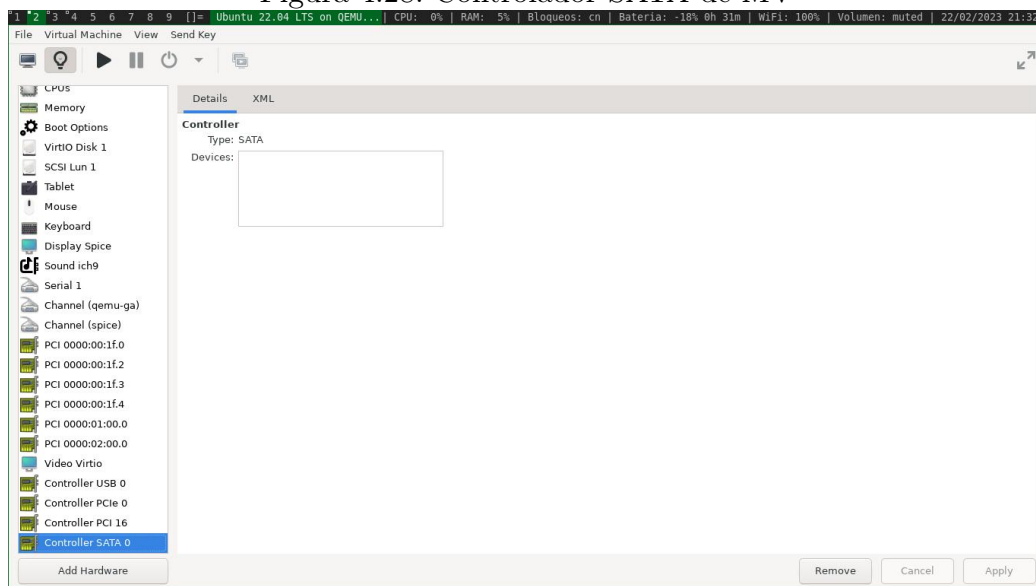 Figura 4.28: Controlador SATA de MV
1 2 3 4 5 6 7 8 9 []= Ubuntu 22.04 LTS on QEMU... | CPU: 0% | RAM: 5% | Bloqueos: cn | Bateria: -18% 0h 31m | WiFi: 100% | Volumen: muted | 22/02/2023 21:32
File Virtual Machine View Send Key
Details XML
CPUs
Memory
Boot Options
VirtIO Disk 1
SCSI Lun 1
Tablet
Mouse
Keyboard
Display Spice
Sound ich9
Serial 1
Channel (qemu-ga)
Channel (spice)
PCI 0000:00:1f.0
PCI 0000:00:1f.2
PCI 0000:00:1f.3
PCI 0000:00:1f.4
PCI 0000:01:00.0
PCI 0000:02:00.0
Video Virtio
Controller USB 0
Controller PCIe 0
Controller PCI 16
Controller SATA 0
Controller
Type: SATA
Devices:
Add Hardware
Remove Cancel Apply